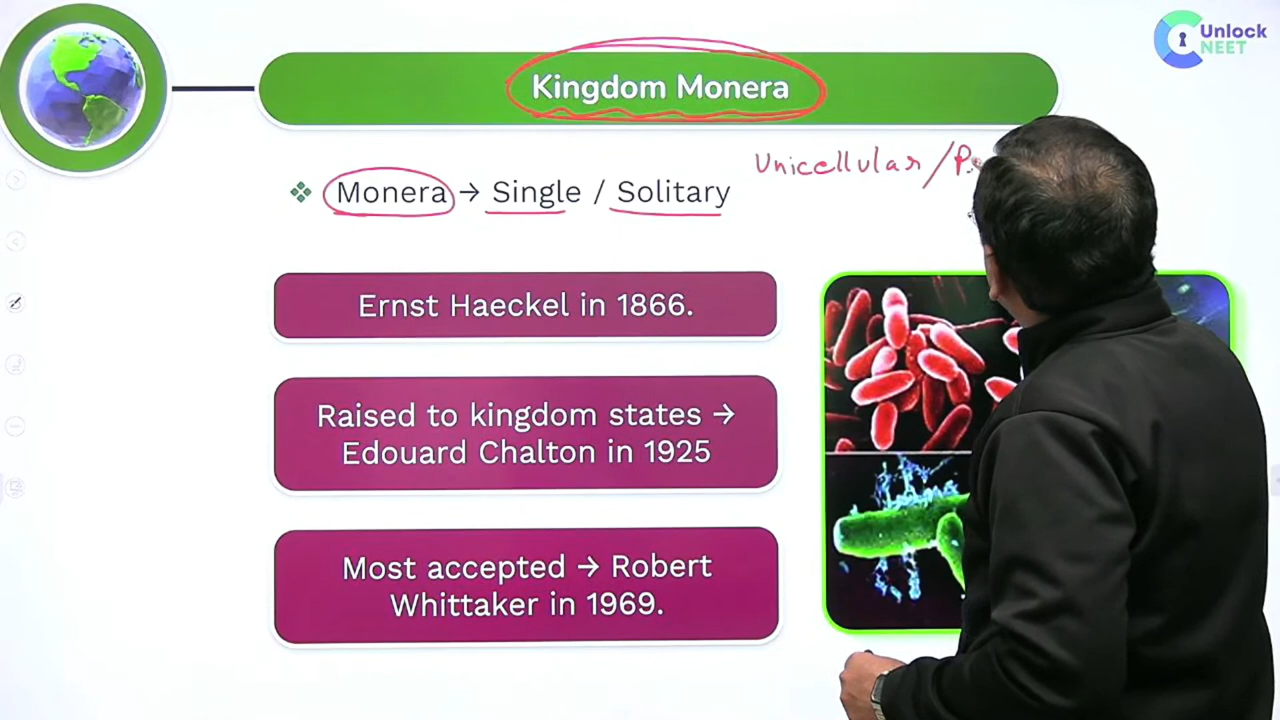 Unlock
NEET
Kingdom Monera
Unicellular /
Monera → Single / Solitary
Ernst Haeckel in 1866.
Raised to kingdom states →
Edouard Chalton in 1925
Most accepted → Robert
Whittaker in 1969.